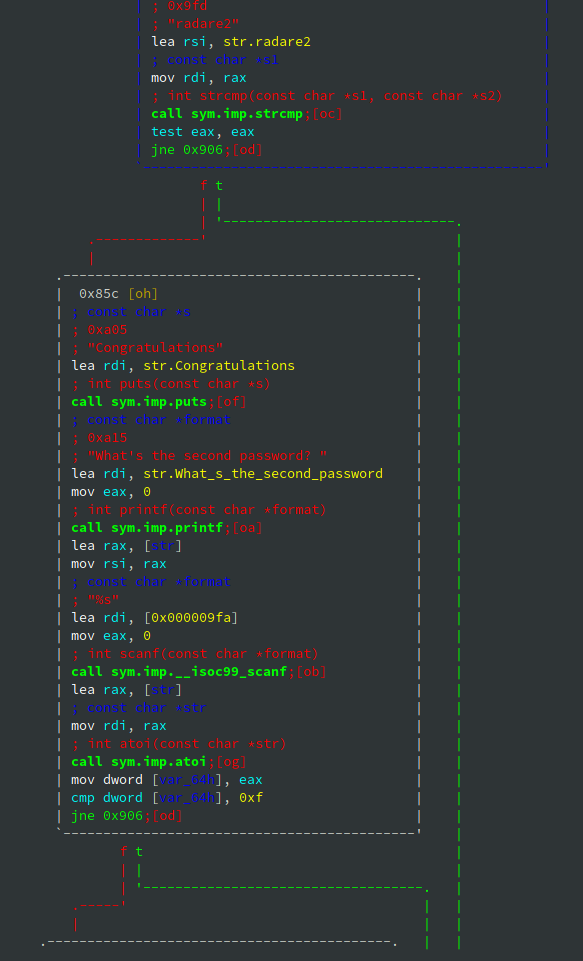 ; 0x9fd
; "radare2"
lea rsi, str.radare2
; const char *s1
mov rdi, rax
; int strcmp(const char *s1, const char *s2)
call sym.imp.strcmp;[oc]
test eax, eax
jne 0x906;[od]
f t
0x85c [oh]
; const char *s
; 0xa05
; "Congratulations"
lea rdi, str.Congratulations
; int puts(const char *s)
call sym.imp.puts;[of]
; const char *format
; 0xa15
; "What's the second password? "
lea rdi, str.What_s_the_second_password
mov eax, 0
; int printf(const char *format)
call sym.imp.printf;[oa]
lea rax, [str]
mov rsi, rax
; const char *format
; "%s"
lea rdi, [0x000009fa]
mov eax, 0
; int scanf(const char *format)
call sym.imp.__isoc99_scanf;[ob]
lea rax, [str]
; const char *str
mov rdi, rax
; int atoi(const char *str)
call sym.imp.atoi;[og]
mov dword [var_64h], eax
cmp dword [var_64h], 0xf
jne 0x906;[od]
f t